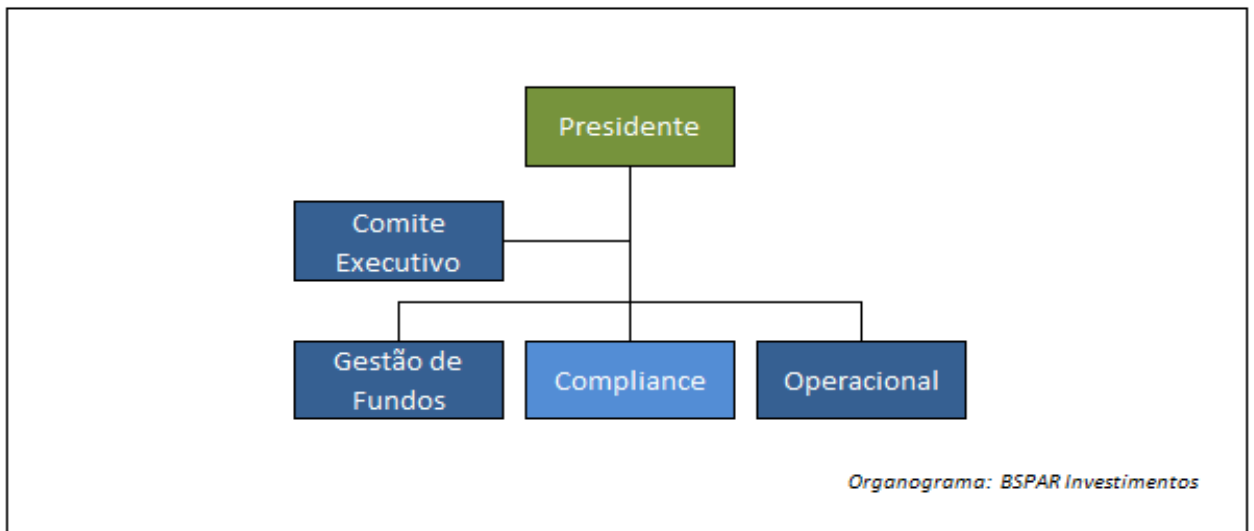 Presidente
Comite
Executivo
Gestão de
Fundos
Compliance
Operacional
Organograma: BSPAR Investimentos